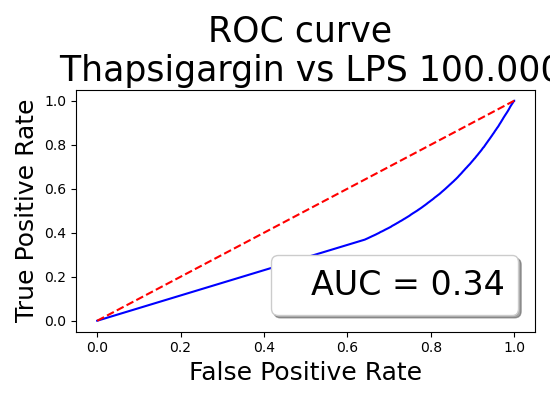 ROC curve
Thapsigargin vs LPS 100.000
True Positive Rate
1.0
0.8
0.6
0.4
0.2
0.0
AUC = 0.34
0.0 0.2 0.4 0.6 0.8 1.0
False Positive Rate